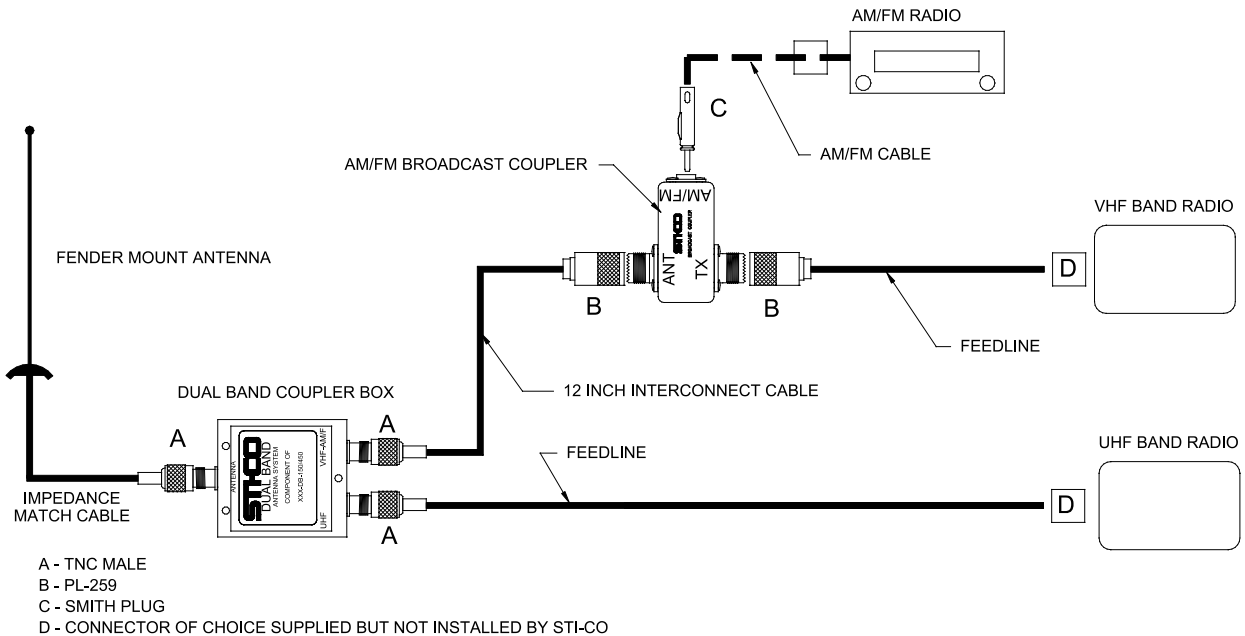 AM/FM RADIO
C
AM/FM CABLE
AM/FM BROADCAST COUPLER
AM/FM
STI-CO
BROADCAST COUPLER
ANT
TX
VHF BAND RADIO
FENDER MOUNT ANTENNA
B
B
D
FEEDLINE
12 INCH INTERCONNECT CABLE
DUAL BAND COUPLER BOX
A
A
ANTENNA
STI-CO
DUAL BAND
ANTENNA SYSTEM
COMPONENT OF
XXX-DB-150/450
VHF-AM/F
UHF
A
FEEDLINE
UHF BAND RADIO
D
IMPEDANCE
MATCH CABLE
A - TNC MALE
B - PL-259
C - SMITH PLUG
D - CONNECTOR OF CHOICE SUPPLIED BUT NOT INSTALLED BY STI-CO